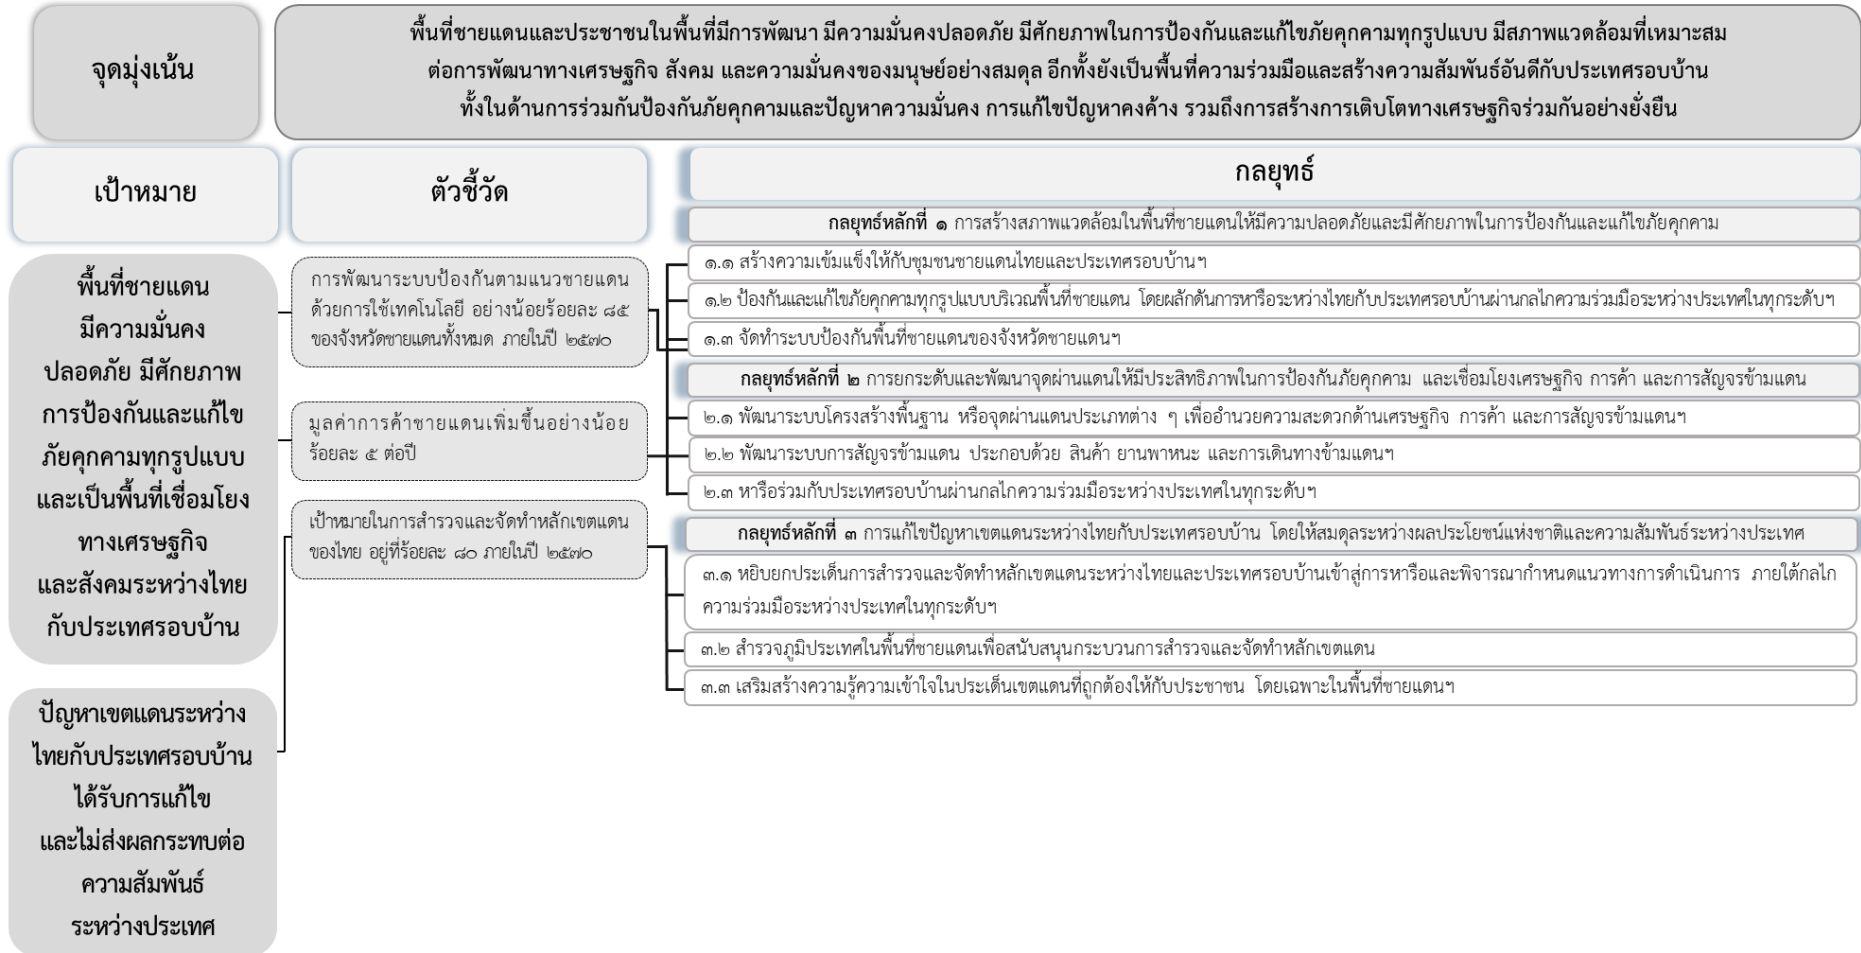 จุดมุ่งเน้น
พื้นที่ชายแดนและประชาชนในพื้นที่มีการพัฒนา มีความมั่นคงปลอดภัย มีศักยภาพในการป้องกันและแก้ไขภัยคุกคามทุกรูปแบบ มีสภาพแวดล้อมที่เหมาะสม
ต่อการพัฒนาทางเศรษฐกิจ สังคม และความมั่นคงของมนุษย์อย่างสมดุล อีกทั้งยังเป็นพื้นที่ความร่วมมือและสร้างความสัมพันธ์อันดีกับประเทศรอบบ้าน
ทั้งในด้านการร่วมกันป้องกันภัยคุกคามและปัญหาความมั่นคง การแก้ไขปัญหาคงค้าง รวมถึงการสร้างการเติบโตทางเศรษฐกิจร่วมกันอย่างยั่งยืน
เป้าหมาย
พื้นที่ชายแดน
มีความมั่นคง
ปลอดภัย มีศักยภาพ
การป้องกันและแก้ไข
ภัยคุกคามทุกรูปแบบ
และเป็นพื้นที่เชื่อมโยง
ทางเศรษฐกิจ
และสังคมระหว่างไทย
กับประเทศรอบบ้าน
ปัญหาเขตแดนระหว่าง
ไทยกับประเทศรอบบ้าน
ได้รับการแก้ไข
และไม่ส่งผลกระทบต่อ
ความสัมพันธ์
ระหว่างประเทศ
ตัวชี้วัด
การพัฒนาระบบป้องกันตามแนวชายแดน
ด้วยการใช้เทคโนโลยี อย่างน้อยร้อยละ ๘๕
ของจังหวัดชายแดนทั้งหมด ภายในปี ๒๕๗๐
มูลค่าการค้าชายแดนเพิ่มขึ้นอย่างน้อย
ร้อยละ ๕ ต่อปี
เป้าหมายในการสำรวจและจัดทำหลักเขตแดน
ของไทย อยู่ที่ร้อยละ ๘๐ ภายในปี ๒๕๗๐
กลยุทธ์
กลยุทธ์หลักที่ ๑ การสร้างสภาพแวดล้อมในพื้นที่ชายแดนให้มีความปลอดภัยและมีศักยภาพในการป้องกันและแก้ไขภัยคุกคาม
๑.๑ สร้างความเข้มแข็งให้กับชุมชนชายแดนไทยและประเทศรอบบ้านฯ
๑.๒ ป้องกันและแก้ไขภัยคุกคามทุกรูปแบบบริเวณพื้นที่ชายแดน โดยผลักดันการหารือระหว่างไทยกับประเทศรอบบ้านผ่านกลไกความร่วมมือระหว่างประเทศในทุกระดับฯ
๑.๓ จัดทำระบบป้องกันพื้นที่ชายแดนของจังหวัดชายแดนฯ
กลยุทธ์หลักที่ ๒ การยกระดับและพัฒนาจุดผ่านแดนให้มีประสิทธิภาพในการป้องกันภัยคุกคาม และเชื่อมโยงเศรษฐกิจ การค้า และการสัญจรข้ามแดน
๒.๑ พัฒนาระบบโครงสร้างพื้นฐาน หรือจุดผ่านแดนประเภทต่าง ๆ เพื่ออำนวยความสะดวกด้านเศรษฐกิจ การค้า และการสัญจรข้ามแดนฯ
๒.๒ พัฒนาระบบการสัญจรข้ามแดน ประกอบด้วย สินค้า ยานพาหนะ และการเดินทางข้ามแดนฯ
๒.๓ หารือร่วมกับประเทศรอบบ้านผ่านกลไกความร่วมมือระหว่างประเทศในทุกระดับฯ
กลยุทธ์หลักที่ ๓ การแก้ไขปัญหาเขตแดนระหว่างไทยกับประเทศรอบบ้าน โดยให้สมดุลระหว่างผลประโยชน์แห่งชาติและความสัมพันธ์ระหว่างประเทศ
๓.๑ หยิบยกประเด็นการสำรวจและจัดทำหลักเขตแดนระหว่างไทยและประเทศรอบบ้านเข้าสู่การหารือและพิจารณากำหนดแนวทางการดำเนินการ ภายใต้กลไก
ความร่วมมือระหว่างประเทศในทุกระดับฯ
๓.๒ สำรวจภูมิประเทศในพื้นที่ชายแดนเพื่อสนับสนุนกระบวนการสำรวจและจัดทำหลักเขตแดน
๓.๓ เสริมสร้างความรู้ความเข้าใจในประเด็นเขตแดนที่ถูกต้องให้กับประชาชน โดยเฉพาะในพื้นที่ชายแดนฯ